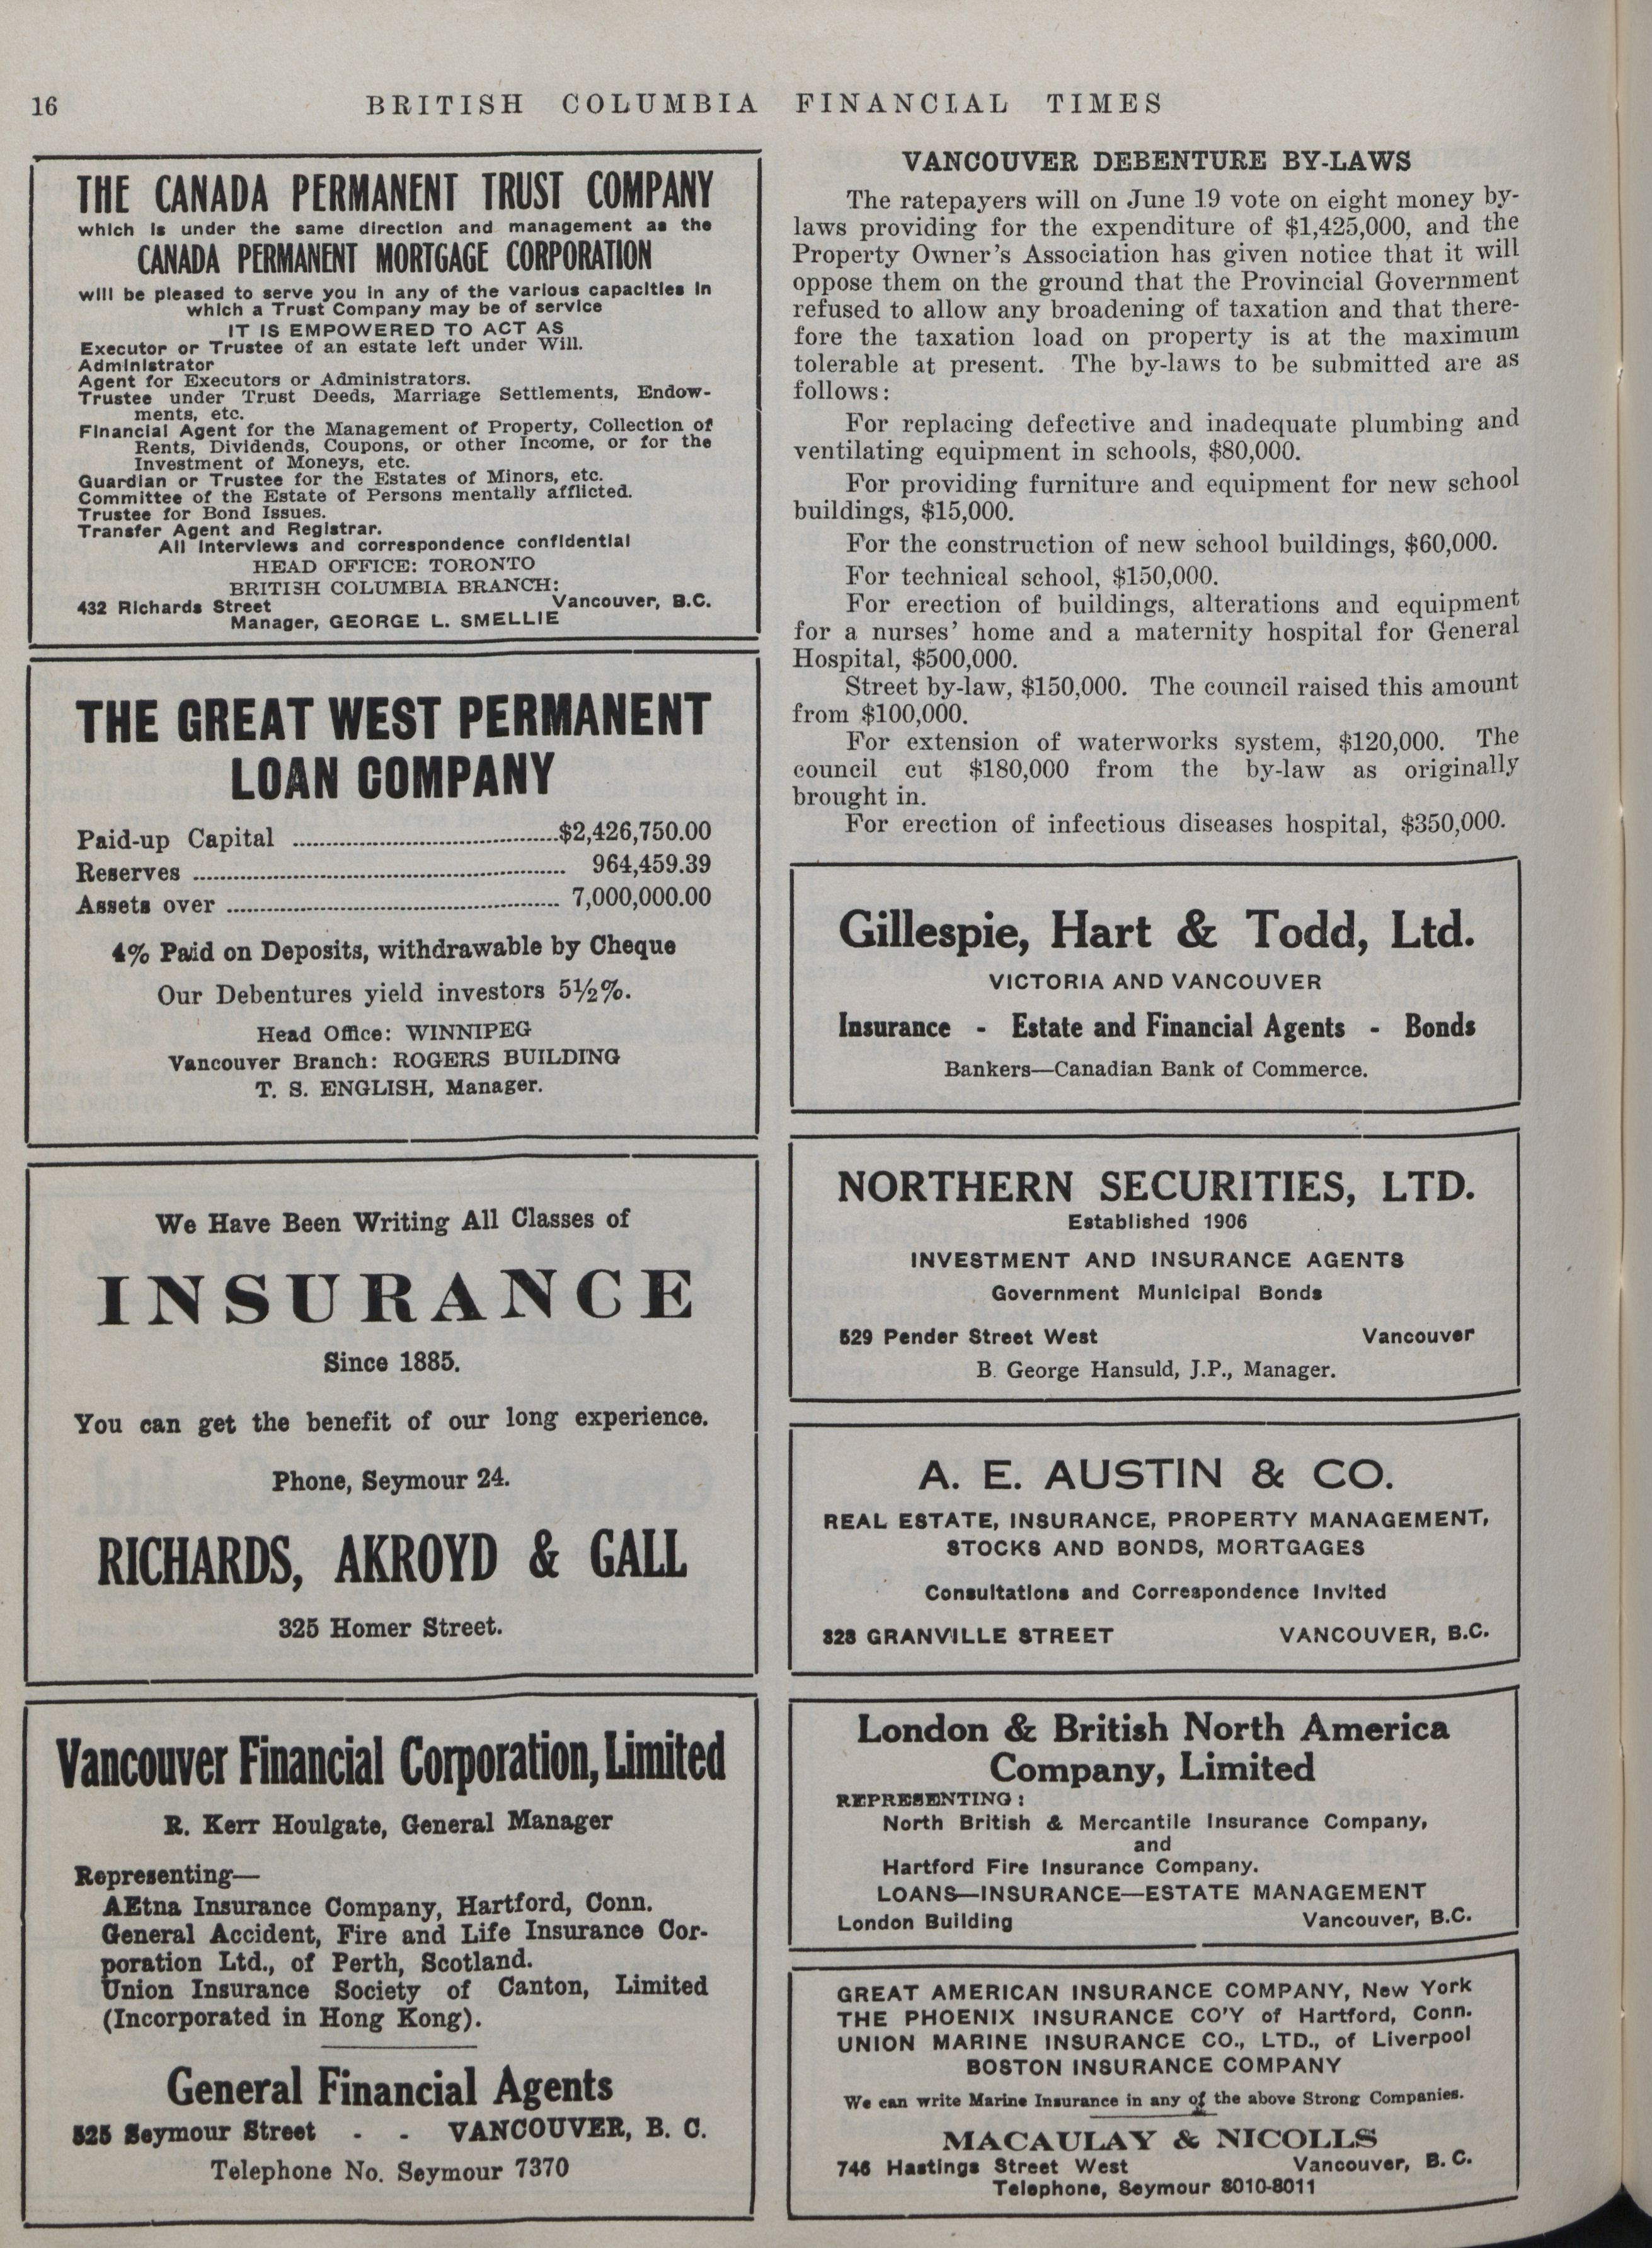 16
BRITISH COLUMBIA FINANCIAL TIMES
THE CANADA PERMANENT TRUST COMPANY
which is under the same direction and management as the
CANADA PERMANENT MORTGAGE CORPORATION
will be pleased to serve you in any of the various capacities in
which a Trust Company may be of service
IT IS EMPOWERED TO ACT AS
Executor or Trustee of an estate left under Will.
Administrator
Agent for Executors or Administrators.
Trustee under Trust Deeds, Marriage Settlements, Endow-
ments, etc.
Financial Agent for the Management of Property, Collection of
Rents, Dividends, Coupons, or other Income, or for the
Investment of Moneys, etc.
Guardian or Trustee for the Estates of Minors, etc.
Committee of the Estate of Persons mentally afflicted.
Trustee for Bond Issues.
Transfer Agent and Registrar.
All interviews and correspondence confidential
HEAD OFFICE: TORONTO
BRITISH COLUMBIA BRANCH:
432 Richards Street Vancouver, B.C.
Manager, GEORGE L. SMELLIE
THE GREAT WEST PERMANENT
LOAN COMPANY
Paid-up Capital ........................................$2,426,750.00
Reserves ........................................................ 964,459.39
Assets over .................................................. 7,000,000.00
4% Paid on Deposits, withdrawable by Cheque
Our Debentures yield investors 5½%.
Head Office: WINNIPEG
Vancouver Branch: ROGERS BUILDING
T. S. ENGLISH, Manager.
We Have Been Writing All Classes of
INSURANCE
Since 1885.
You can get the benefit of our long experience.
Phone, Seymour 24.
RICHARDS, AKROYD & GALL
325 Homer Street.
Vancouver Financial Corporation, Limited
R. Kerr Houlgate, General Manager
Representing—
AEtna Insurance Company, Hartford, Conn.
General Accident, Fire and Life Insurance Cor-
poration Ltd., of Perth, Scotland.
Union Insurance Society of Canton, Limited
(Incorporated in Hong Kong).
General Financial Agents
525 Seymour Street - - VANCOUVER, B. C.
Telephone No. Seymour 7370
VANCOUVER DEBENTURE BY-LAWS
The ratepayers will on June 19 vote on eight money by-
laws providing for the expenditure of $1,425,000, and the
Property Owner's Association has given notice that it will
oppose them on the ground that the Provincial Government
refused to allow any broadening of taxation and that there-
fore the taxation load on property is at the maximum
tolerable at present. The by-laws to be submitted are as
follows:
For replacing defective and inadequate plumbing and
ventilating equipment in schools, $80,000.
For providing furniture and equipment for new school
buildings, $15,000.
For the construction of new school buildings, $60,000.
For technical school, $150,000.
For erection of buildings, alterations and equipment
for a nurses' home and a maternity hospital for General
Hospital, $500,000.
Street by-law, $150,000. The council raised this amount
from $100,000.
For extension of waterworks system, $120,000. The
council cut $180,000 from the by-law as originally
brought in.
For erection of infectious diseases hospital, $350,000.
Gillespie, Hart & Todd, Ltd.
VICTORIA AND VANCOUVER
Insurance - Estate and Financial Agents - Bonds
Bankers—Canadian Bank of Commerce.
NORTHERN SECURITIES, LTD.
Established 1906
INVESTMENT AND INSURANCE AGENTS
Government Municipal Bonds
529 Pender Street West Vancouver
B. George Hansuld, J.P., Manager.
A. E. AUSTIN & CO.
REAL ESTATE, INSURANCE, PROPERTY MANAGEMENT,
STOCKS AND BONDS, MORTGAGES
Consultations and Correspondence Invited
328 GRANVILLE STREET VANCOUVER, B.C.
London & British North America
Company, Limited
REPRESENTING:
North British & Mercantile Insurance Company,
and
Hartford Fire Insurance Company.
LOANS—INSURANCE—ESTATE MANAGEMENT
London Building Vancouver, B.C.
GREAT AMERICAN INSURANCE COMPANY, New York
THE PHOENIX INSURANCE CO'Y of Hartford, Conn.
UNION MARINE INSURANCE CO., LTD., of Liverpool
BOSTON INSURANCE COMPANY
We can write Marine Insurance in any of the above Strong Companies.
MACAULAY & NICOLLS
746 Hastings Street West Vancouver, B. C.
Telephone, Seymour 8010-8011